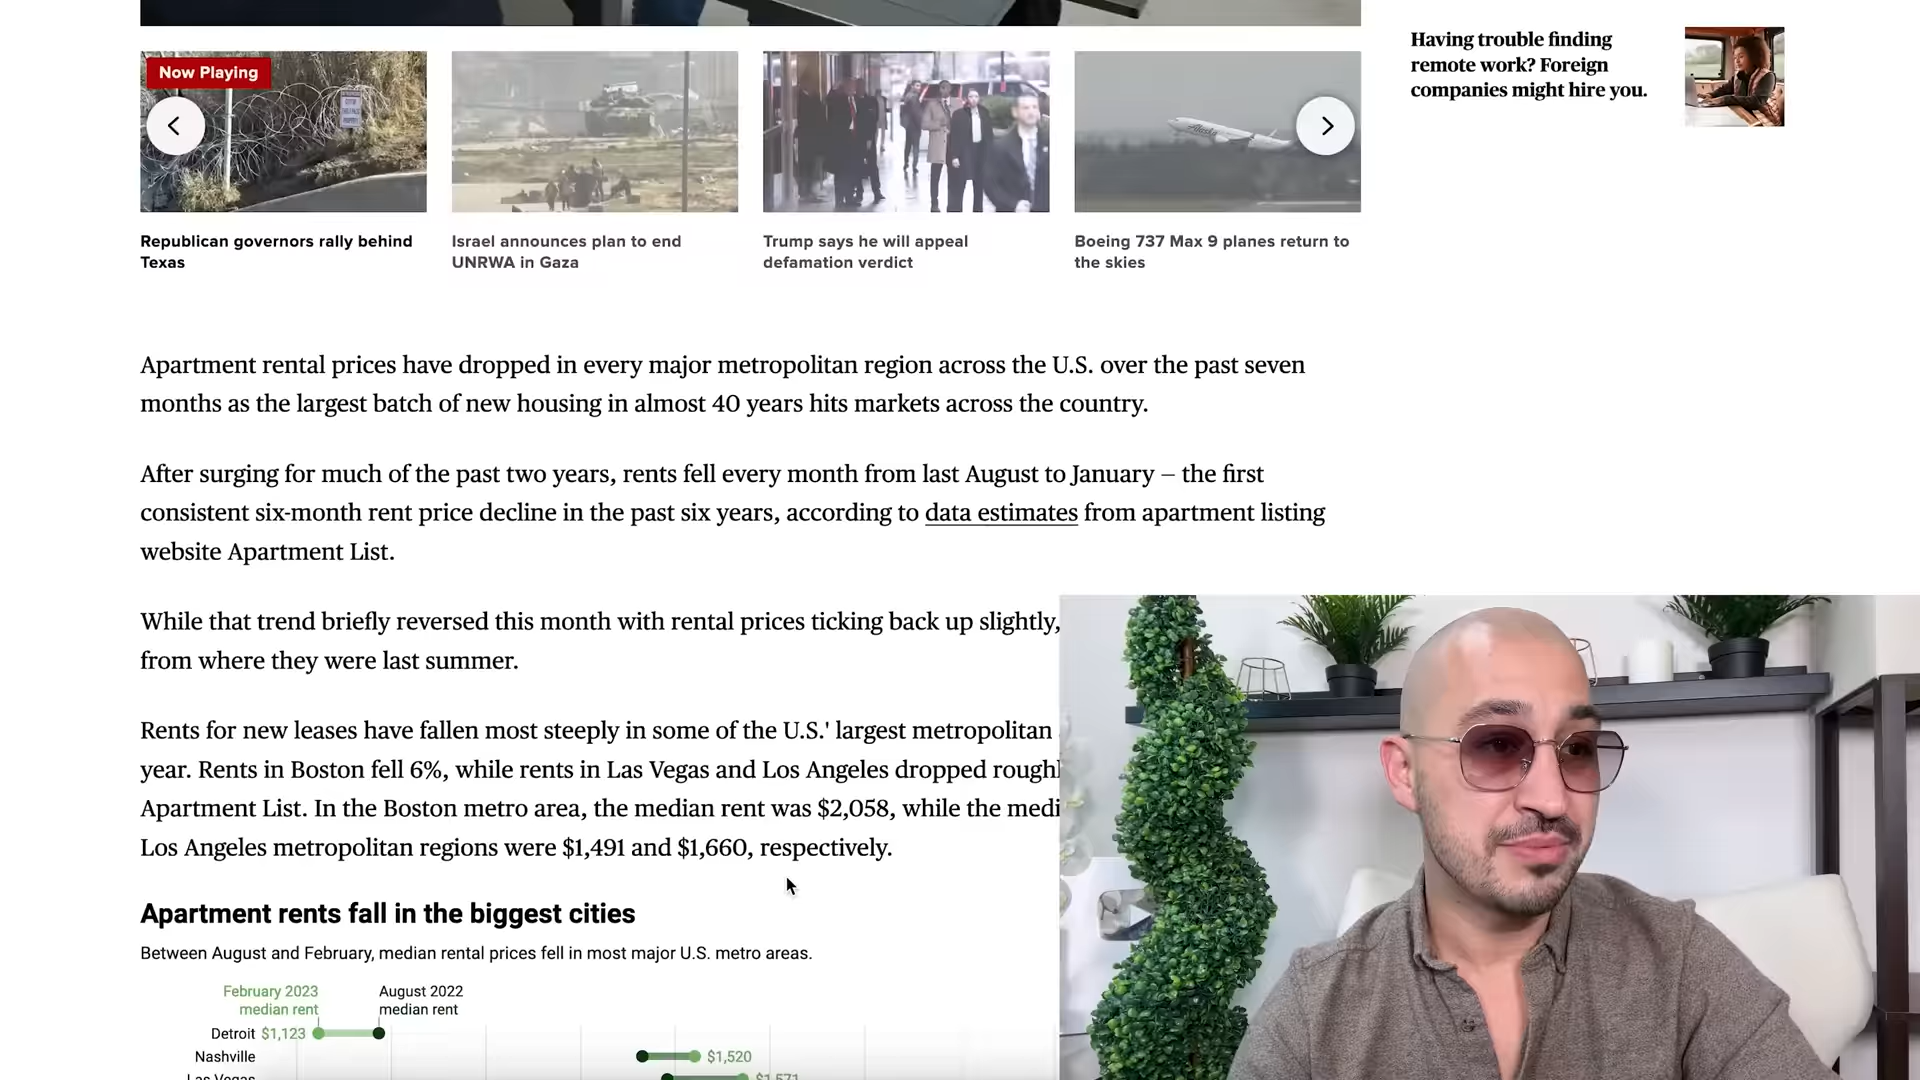 Having trouble finding
remote work? Foreign
companies might hire you.
Now Playing
Republican governors rally behind
Texas
Israel announces plan to end
UNRWA in Gaza
Trump says he will appeal
defamation verdict
Boeing 737 Max 9 planes return to
the skies
Apartment rental prices have dropped in every major metropolitan region across the U.S. over the past seven
months as the largest batch of new housing in almost 40 years hits markets across the country.
After surging for much of the past two years, rents fell every month from last August to January — the first
consistent six-month rent price decline in the past six years, according to data estimates from apartment listing
website Apartment List.
While that trend briefly reversed this month with rental prices ticking back up slightly,
from where they were last summer.
Rents for new leases have fallen most steeply in some of the U.S.' largest metropolitan
year. Rents in Boston fell 6%, while rents in Las Vegas and Los Angeles dropped roughl
Apartment List. In the Boston metro area, the median rent was $2,058, while the medi
Los Angeles metropolitan regions were $1,491 and $1,660, respectively.
Apartment rents fall in the biggest cities
Between August and February, median rental prices fell in most major U.S. metro areas.
February 2023
median rent
August 2022
median rent
Detroit $1,123
Nashville $1,520
Las Vegas $1,571